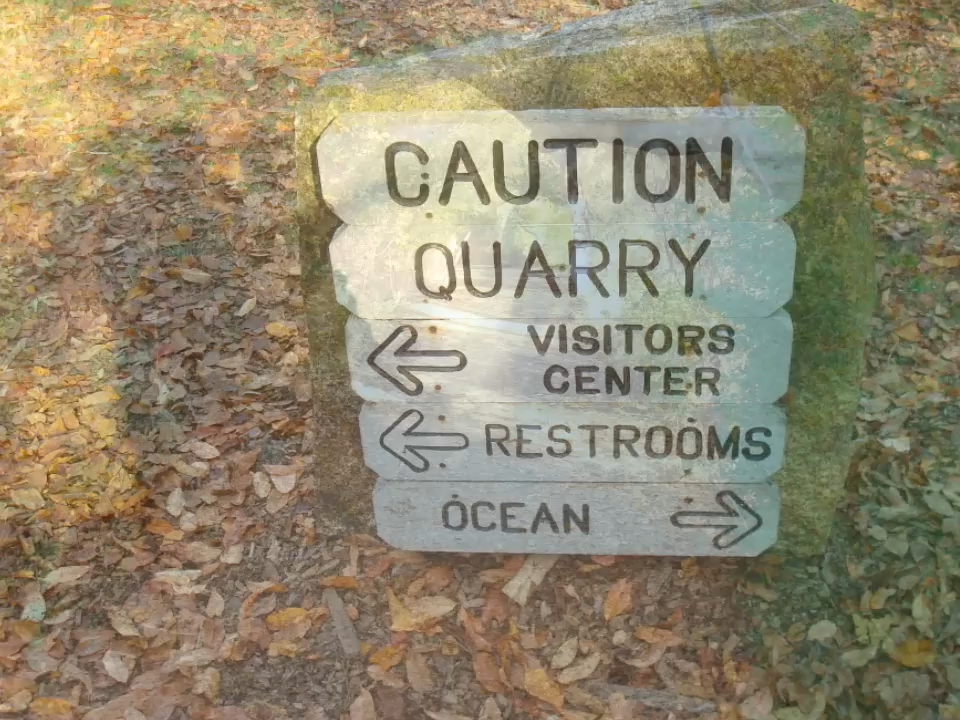 CAUTION
QUARRY
VISITORS
CENTER
RESTROOMS
OCEAN